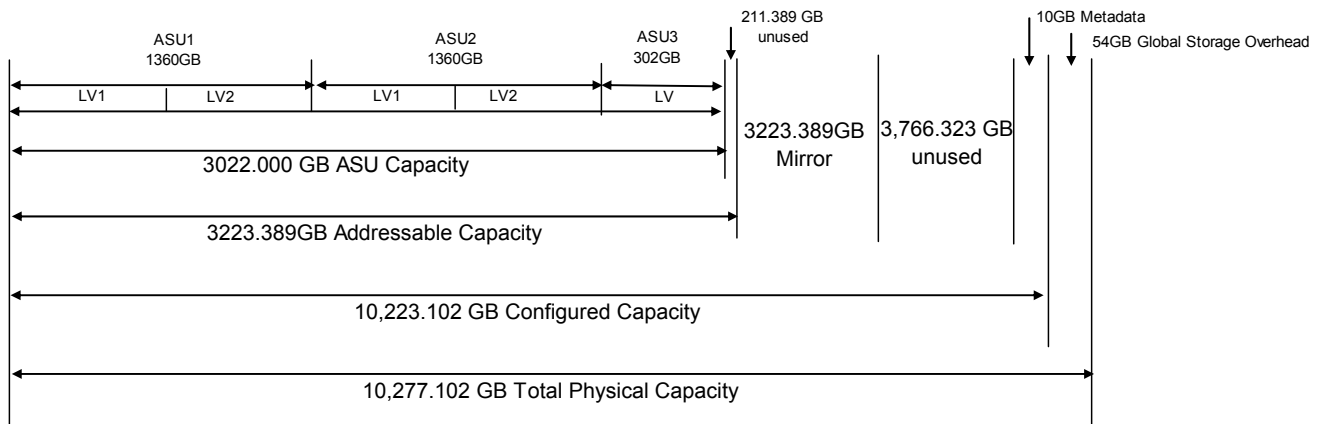 211.389 GB
unused
10GB Metadata
54GB Global Storage Overhead
ASU1
1360GB
ASU2
1360GB
ASU3
302GB
LV1
LV2
LV1
LV2
LV
3223.389GB
Mirror
3,766.323 GB
unused
3022.000 GB ASU Capacity
3223.389GB Addressable Capacity
10,223.102 GB Configured Capacity
10,277.102 GB Total Physical Capacity